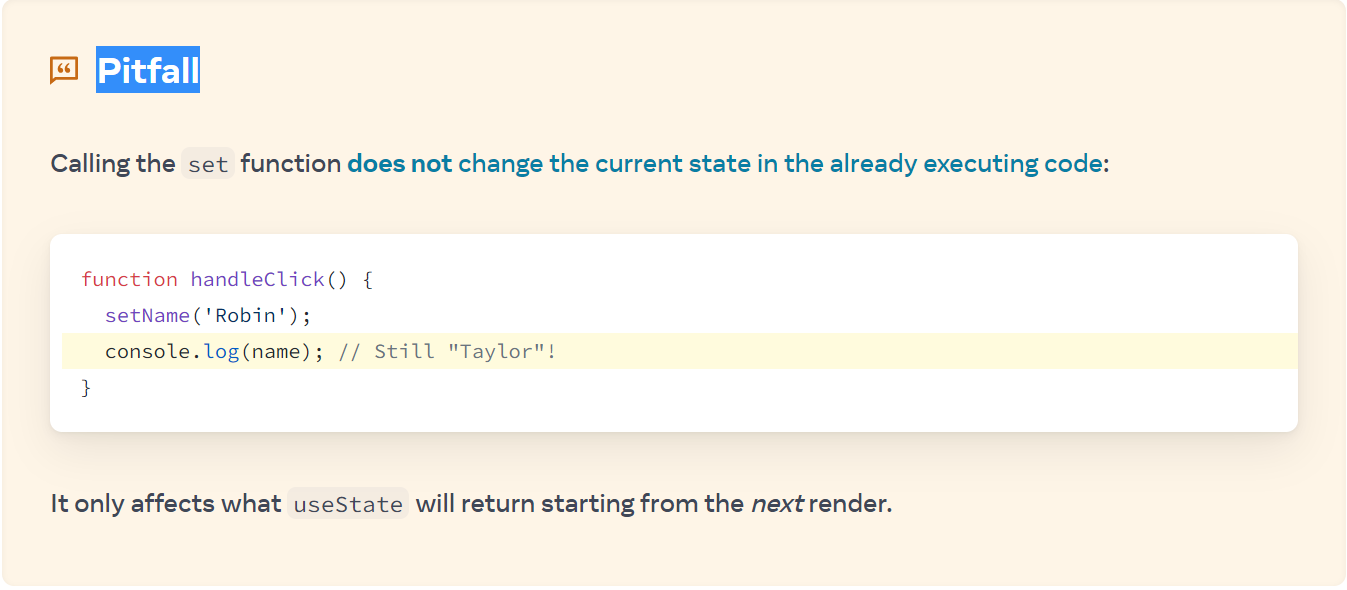 Pitfall
Calling the set function does not change the current state in the already executing code:
function handleClick() {
  setName('Robin');
  console.log(name); // Still "Taylor"!
}
It only affects what useState will return starting from the next render.